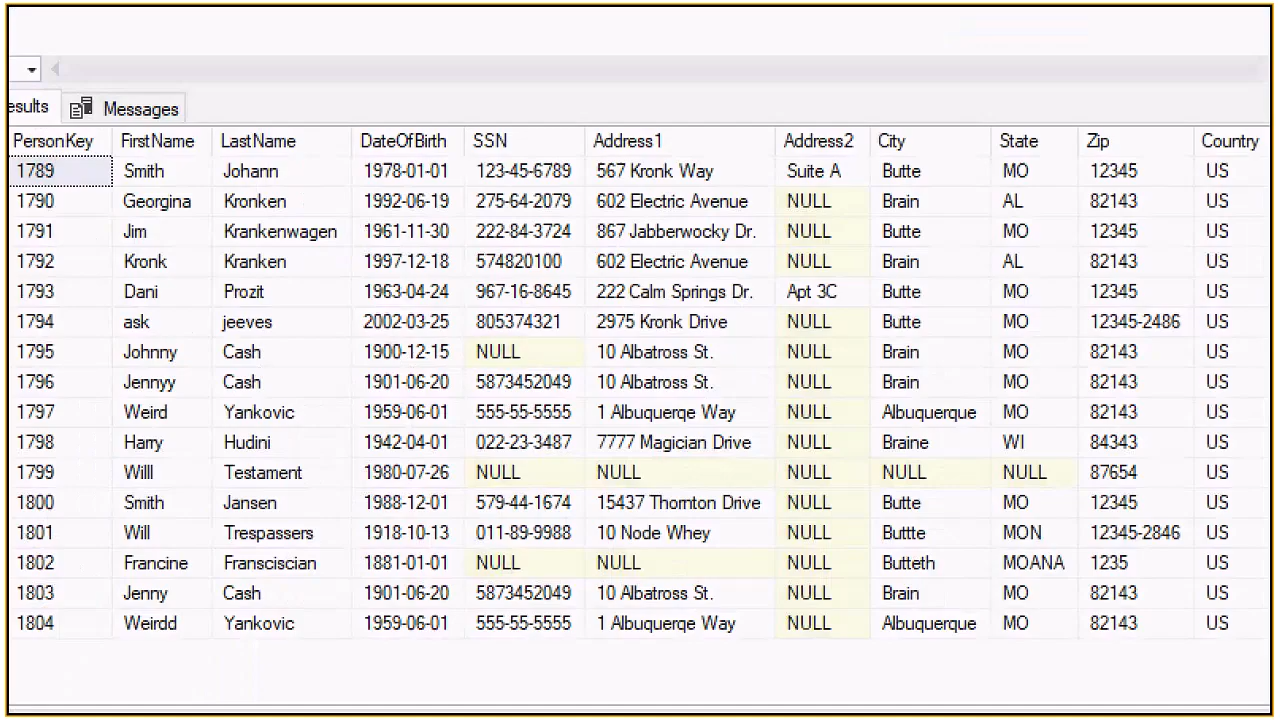 esults Messages
PersonKey FirstName LastName DateOfBirth SSN Address1 Address2 City State Zip Country
1789 Smith Johann 1978-01-01 123-45-6789 567 Kronk Way Suite A Butte MO 12345 US
1790 Georgina Kronken 1992-06-19 275-64-2079 602 Electric Avenue NULL Brain AL 82143 US
1791 Jim Krankenwagen 1961-11-30 222-84-3724 867 Jabberwocky Dr. NULL Butte MO 12345 US
1792 Kronk Kranken 1997-12-18 574820100 602 Electric Avenue NULL Brain AL 82143 US
1793 Dani Prozit 1963-04-24 967-16-8645 222 Calm Springs Dr. Apt 3C Butte MO 12345 US
1794 ask jeeves 2002-03-25 805374321 2975 Kronk Drive NULL Butte MO 12345-2486 US
1795 Johnny Cash 1900-12-15 NULL 10 Albatross St. NULL Brain MO 82143 US
1796 Jennyy Cash 1901-06-20 5873452049 10 Albatross St. NULL Brain MO 82143 US
1797 Weird Yankovic 1959-06-01 555-55-5555 1 Albuquerqe Way NULL Albuquerque MO 82143 US
1798 Harry Hudini 1942-04-01 022-23-3487 7777 Magician Drive NULL Braine WI 84343 US
1799 Willl Testament 1980-07-26 NULL NULL NULL NULL NULL 87654 US
1800 Smith Jansen 1988-12-01 579-44-1674 15437 Thornton Drive NULL Butte MO 12345 US
1801 Will Trespassers 1918-10-13 011-89-9988 10 Node Whey NULL Buttte MON 12345-2846 US
1802 Francine Fransciscian 1881-01-01 NULL NULL NULL Butteth MOANA 1235 US
1803 Jenny Cash 1901-06-20 5873452049 10 Albatross St. NULL Brain MO 82143 US
1804 Weirdd Yankovic 1959-06-01 555-55-5555 1 Albuquerqe Way NULL Albuquerque MO 82143 US